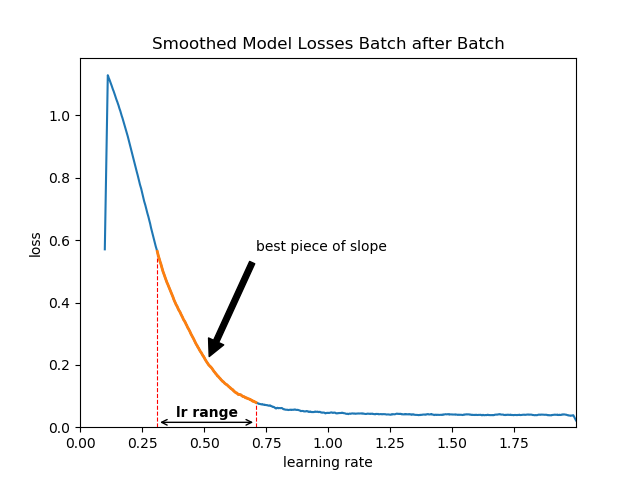 Smoothed Model Losses Batch after Batch
loss
1.0
0.8
0.6
0.4
0.2
0.0
best piece of slope
lr range
0.00 0.25 0.50 0.75 1.00 1.25 1.50 1.75
learning rate